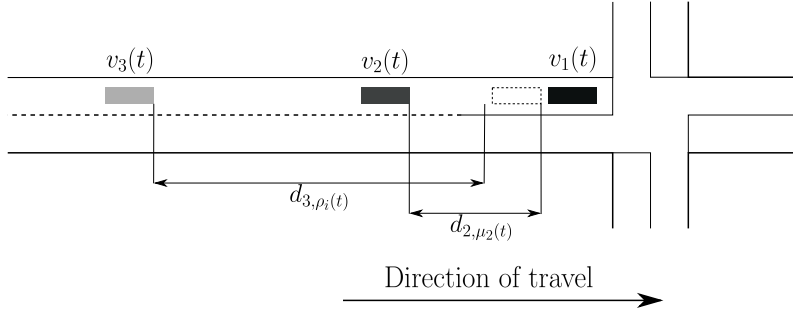 v₃(t) v₂(t) v₁(t)
d₃,ρᵢ(t)
d₂,μ₂(t)
Direction of travel